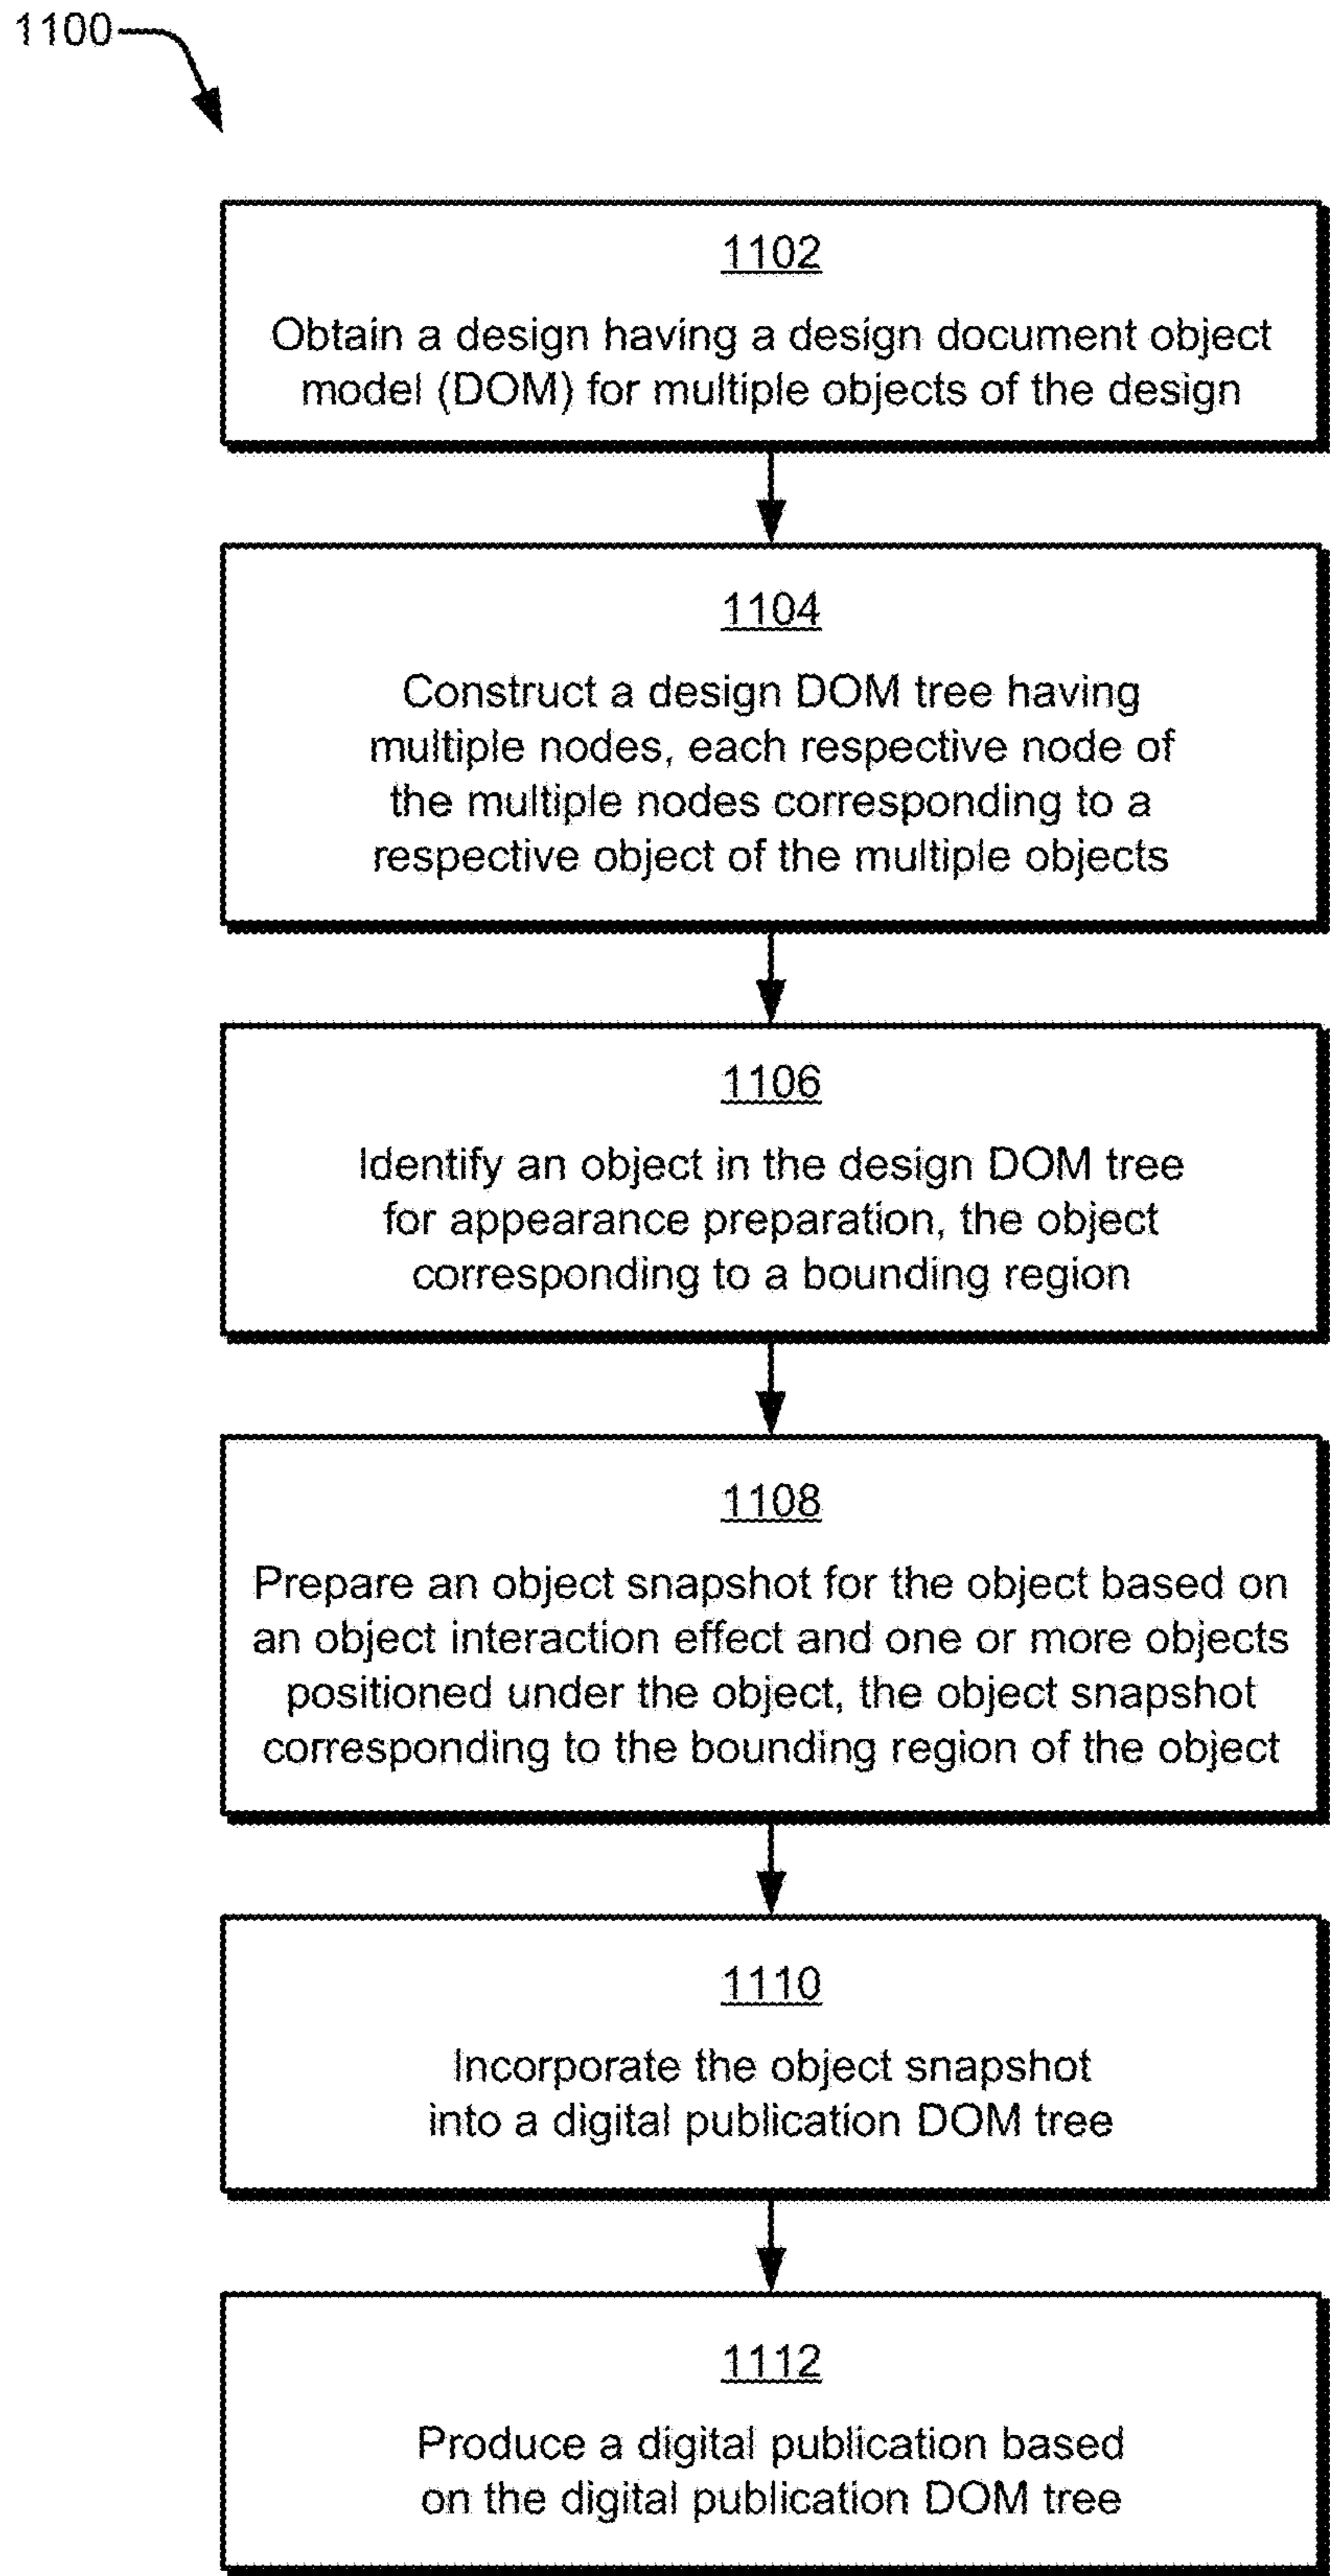 1100
1102
Obtain a design having a design document object
model (DOM) for multiple objects of the design
1104
Construct a design DOM tree having
multiple nodes, each respective node of
the multiple nodes corresponding to a
respective object of the multiple objects
1106
Identify an object in the design DOM tree
for appearance preparation, the object
corresponding to a bounding region
1108
Prepare an object snapshot for the object based on
an object interaction effect and one or more objects
positioned under the object, the object snapshot
corresponding to the bounding region of the object
1110
Incorporate the object snapshot
into a digital publication DOM tree
1112
Produce a digital publication based
on the digital publication DOM tree